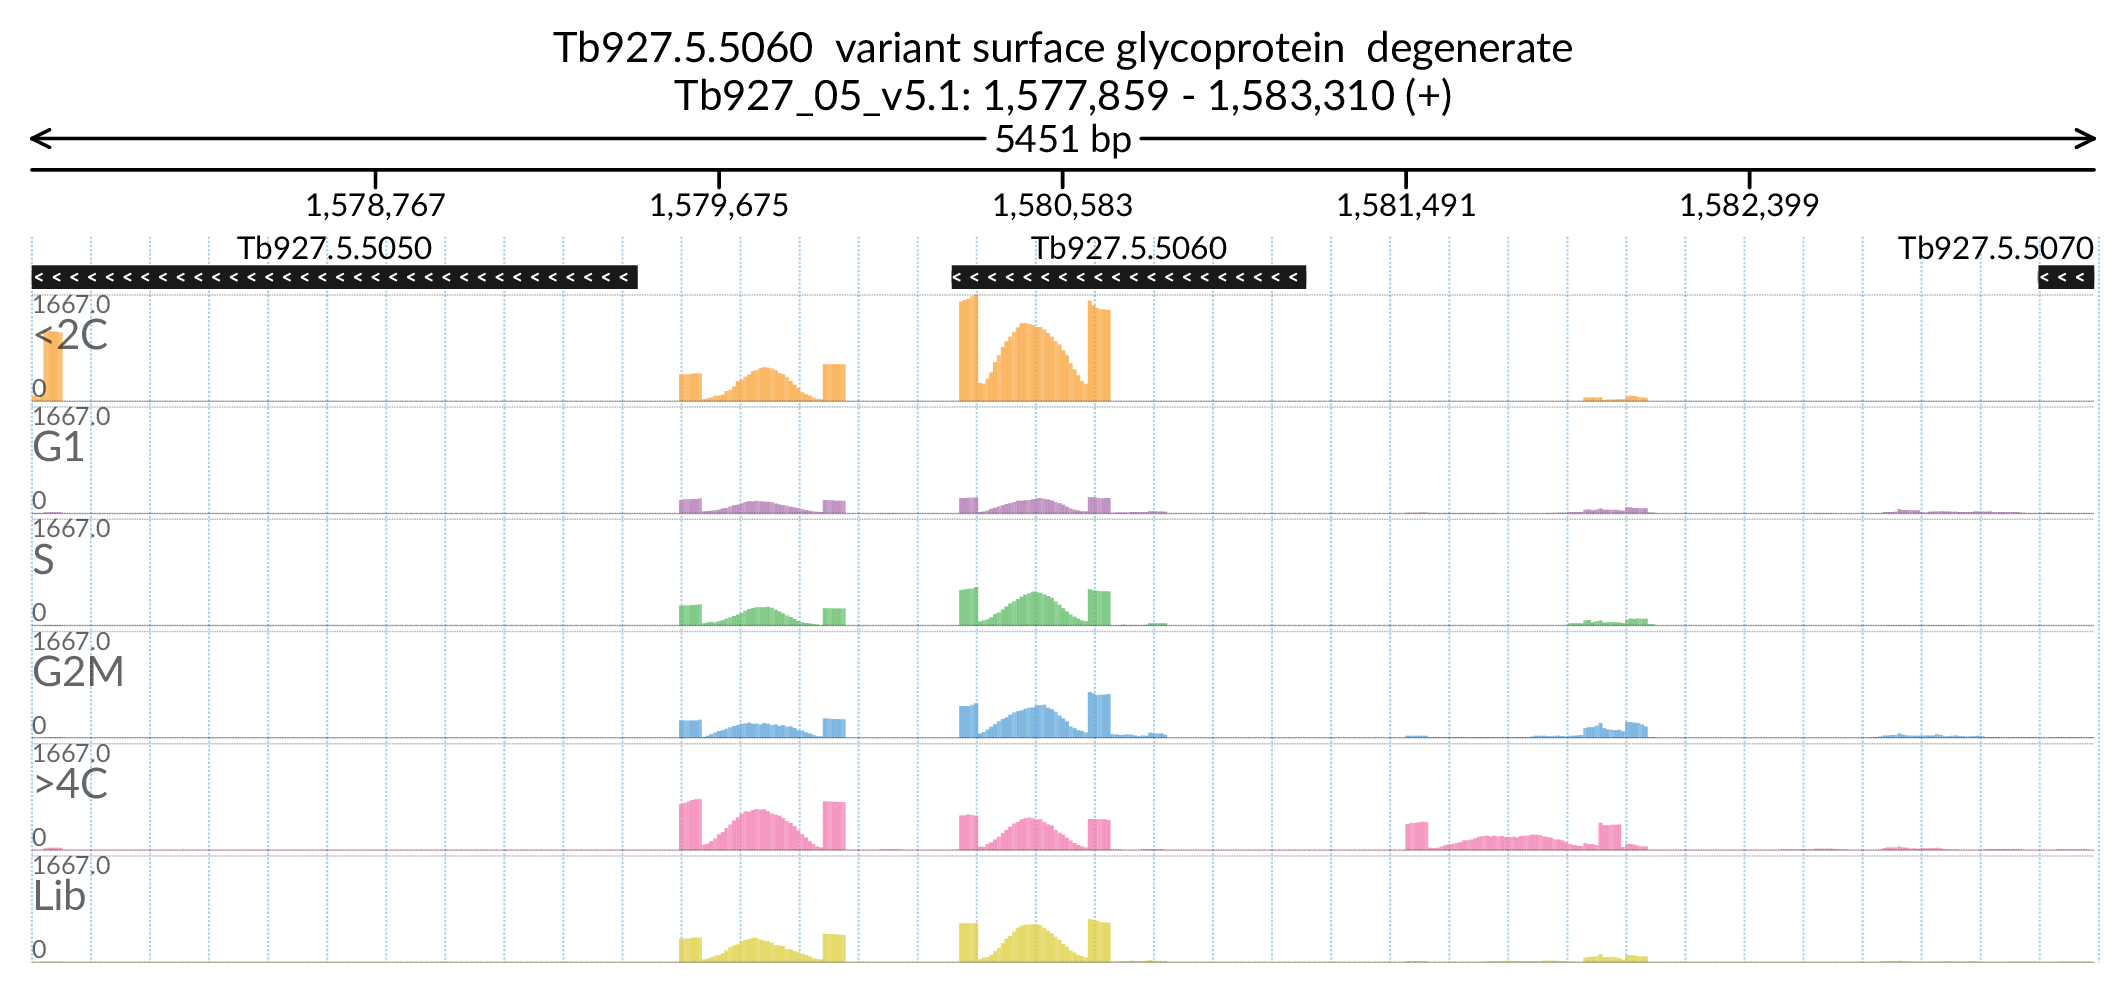 Tb927.5.5060  variant surface glycoprotein  degenerate
Tb927_05_v5.1: 1,577,859 - 1,583,310 (+)
5451 bp
1,578,767 1,579,675 1,580,583 1,581,491 1,582,399
Tb927.5.5050 Tb927.5.5060 Tb927.5.5070
1667.0
<2C
0
1667.0
G1
0
1667.0
S
0
1667.0
G2M
0
1667.0
>4C
0
1667.0
Lib
0